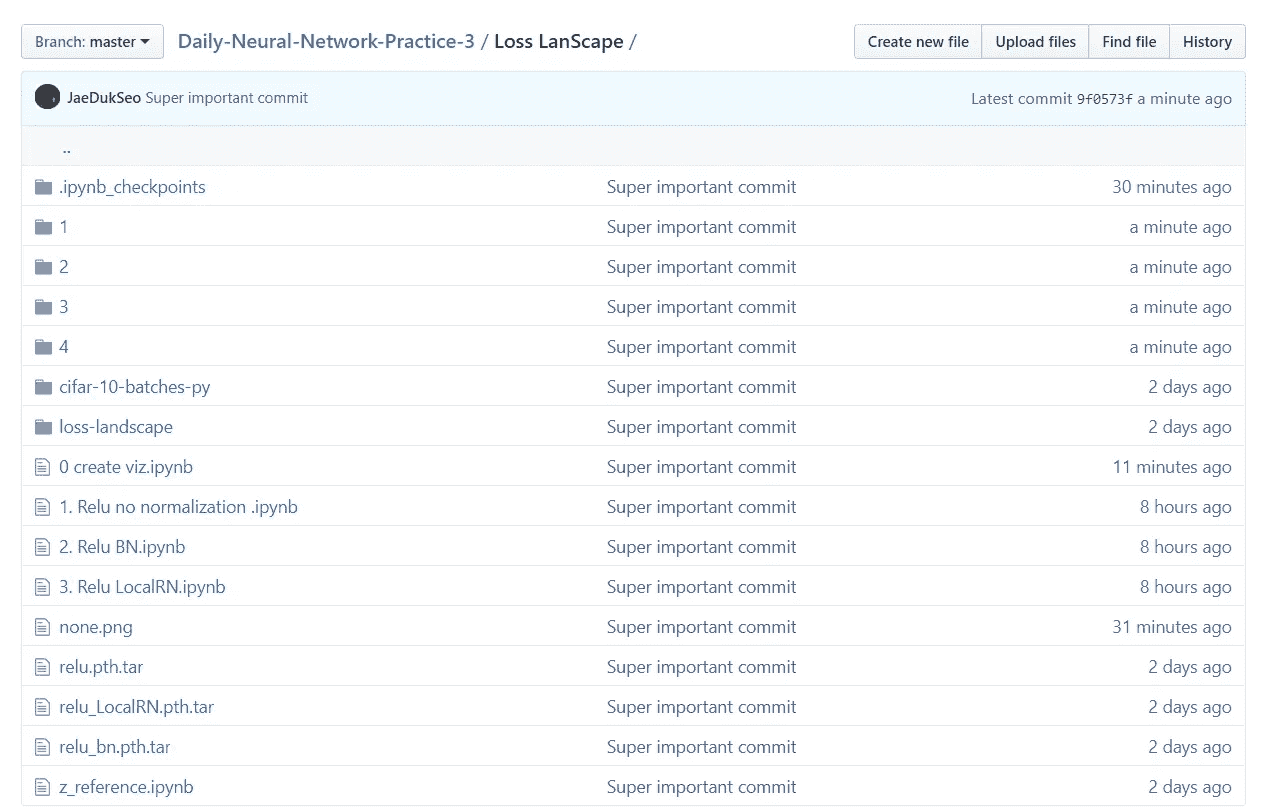 Branch: master Daily-Neural-Network-Practice-3 / Loss LanScape / Create new file Upload files Find file History
JaeDukSeo Super important commit Latest commit 9f0573f a minute ago
..
.ipynb_checkpoints Super important commit 30 minutes ago
1 Super important commit a minute ago
2 Super important commit a minute ago
3 Super important commit a minute ago
4 Super important commit a minute ago
cifar-10-batches-py Super important commit 2 days ago
loss-landscape Super important commit 2 days ago
0 create viz.ipynb Super important commit 11 minutes ago
1. Relu no normalization .ipynb Super important commit 8 hours ago
2. Relu BN.ipynb Super important commit 8 hours ago
3. Relu LocalRN.ipynb Super important commit 8 hours ago
none.png Super important commit 31 minutes ago
relu.pth.tar Super important commit 2 days ago
relu_LocalRN.pth.tar Super important commit 2 days ago
relu_bn.pth.tar Super important commit 2 days ago
z_reference.ipynb Super important commit 2 days ago